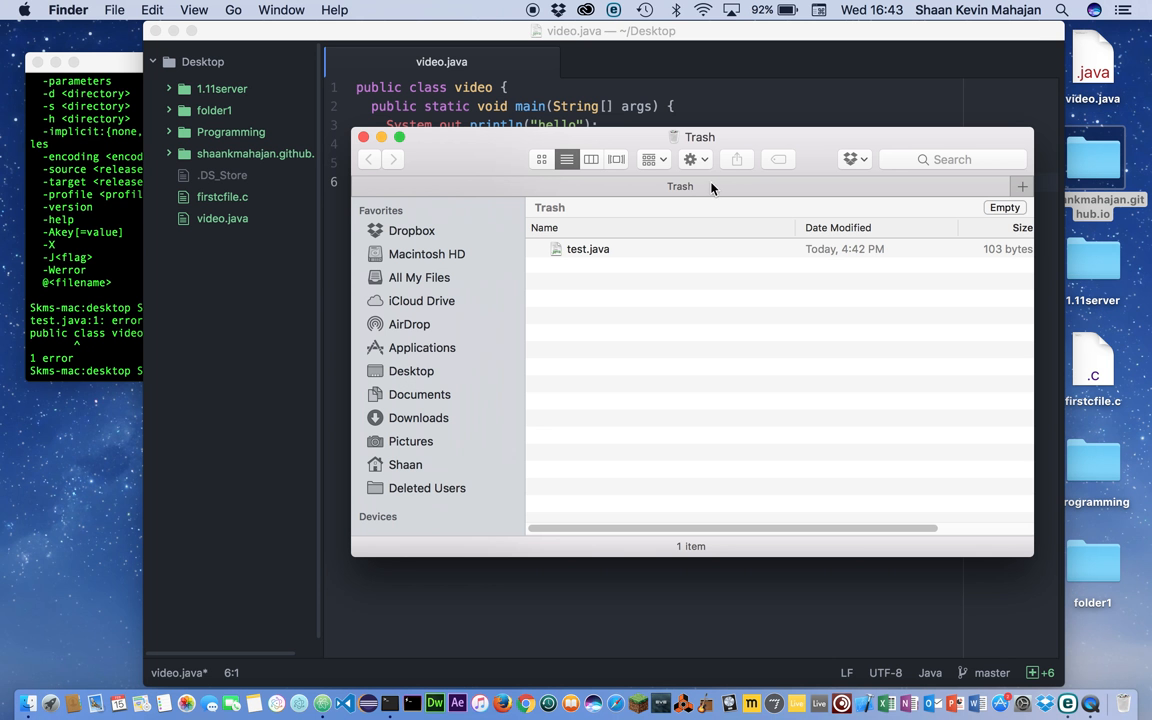 Finder File Edit View Go Window Help 92% Wed 16:43 Shaan Kevin Mahajan
video.java — ~/Desktop
Desktop
1.11server
folder1
Programming
shaankmahajan.github.
.DS_Store
firstcfile.c
video.java
-parameters
-d <directory>
-s <directory>
-h <directory>
-implicit:{none,
les
-encoding <encod
-source <release
-target <release
-profile <profil
-version
-help
-Akey[=value]
-X
-J<flag>
-Werror
@<filename>
Skms-mac:desktop S
test.java:1: error
public class video
^
1 error
Skms-mac:desktop S
video.java
1 public class video {
2 public static void main(String[] args) {
3 System.out.println("hello");
4
5
6
Trash
Search
Trash
Favorites
Dropbox
Macintosh HD
All My Files
iCloud Drive
AirDrop
Applications
Desktop
Documents
Downloads
Pictures
Shaan
Deleted Users
Devices
Trash Empty
Name Date Modified Size
test.java Today, 4:42 PM 103 bytes
1 item
.java
video.java
ankmahajan.git
hub.io
1.11server
.C
firstcfile.c
rogramming
folder1
video.java* 6:1 LF UTF-8 Java master +6